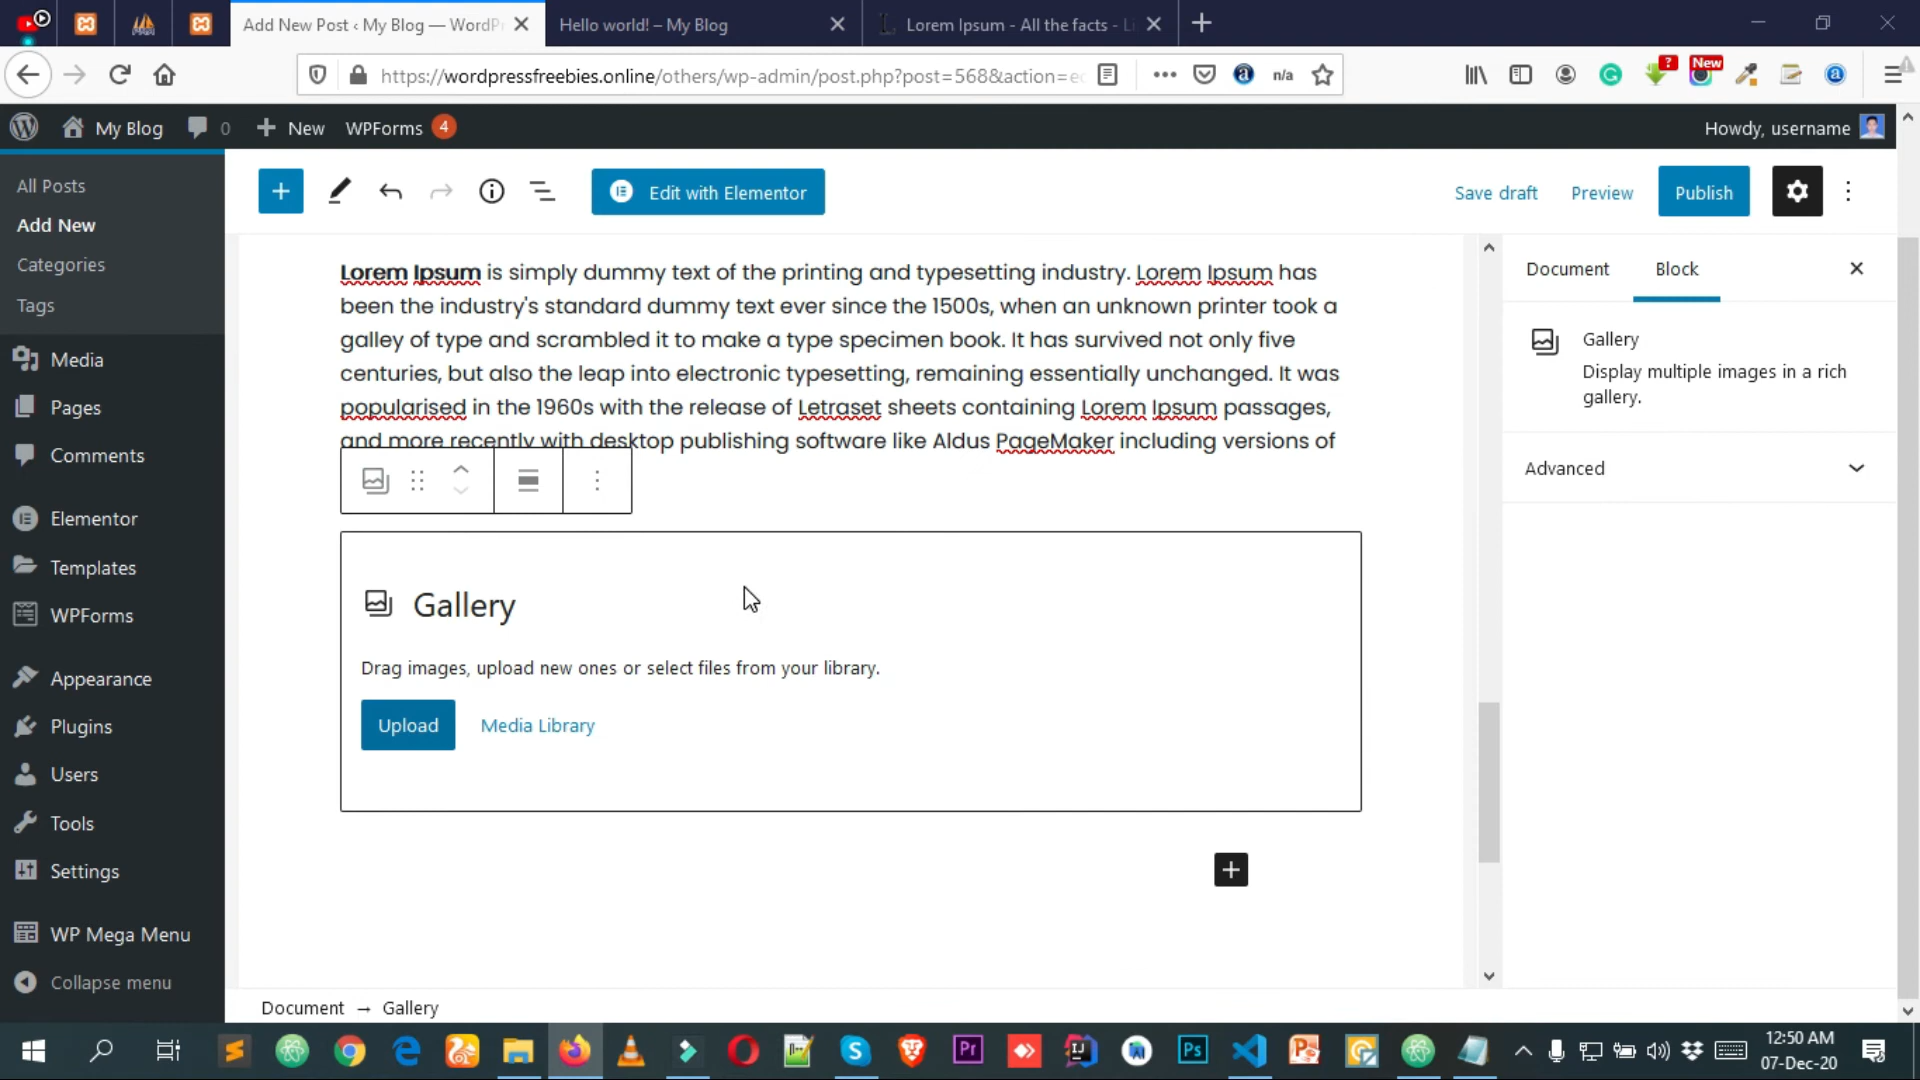 Add New Post ‹ My Blog — WordPr
Hello world! – My Blog
Lorem Ipsum - All the facts - Li
https://wordpressfreebies.online/others/wp-admin/post.php?post=568&action=e
n/a
?
New
My Blog
0
New
WPForms
4
Howdy, username
All Posts
Add New
Categories
Tags
Media
Pages
Comments
Elementor
Templates
WPForms
Appearance
Plugins
Users
Tools
Settings
WP Mega Menu
Collapse menu
Edit with Elementor
Save draft
Preview
Publish
Lorem Ipsum is simply dummy text of the printing and typesetting industry. Lorem Ipsum has
been the industry's standard dummy text ever since the 1500s, when an unknown printer took a
galley of type and scrambled it to make a type specimen book. It has survived not only five
centuries, but also the leap into electronic typesetting, remaining essentially unchanged. It was
popularised in the 1960s with the release of Letraset sheets containing Lorem Ipsum passages,
and more recently with desktop publishing software like Aldus PageMaker including versions of
Gallery
Drag images, upload new ones or select files from your library.
Upload
Media Library
Document
Block
Gallery
Display multiple images in a rich
gallery.
Advanced
Document → Gallery
Pr
Ps
12:50 AM
07-Dec-20